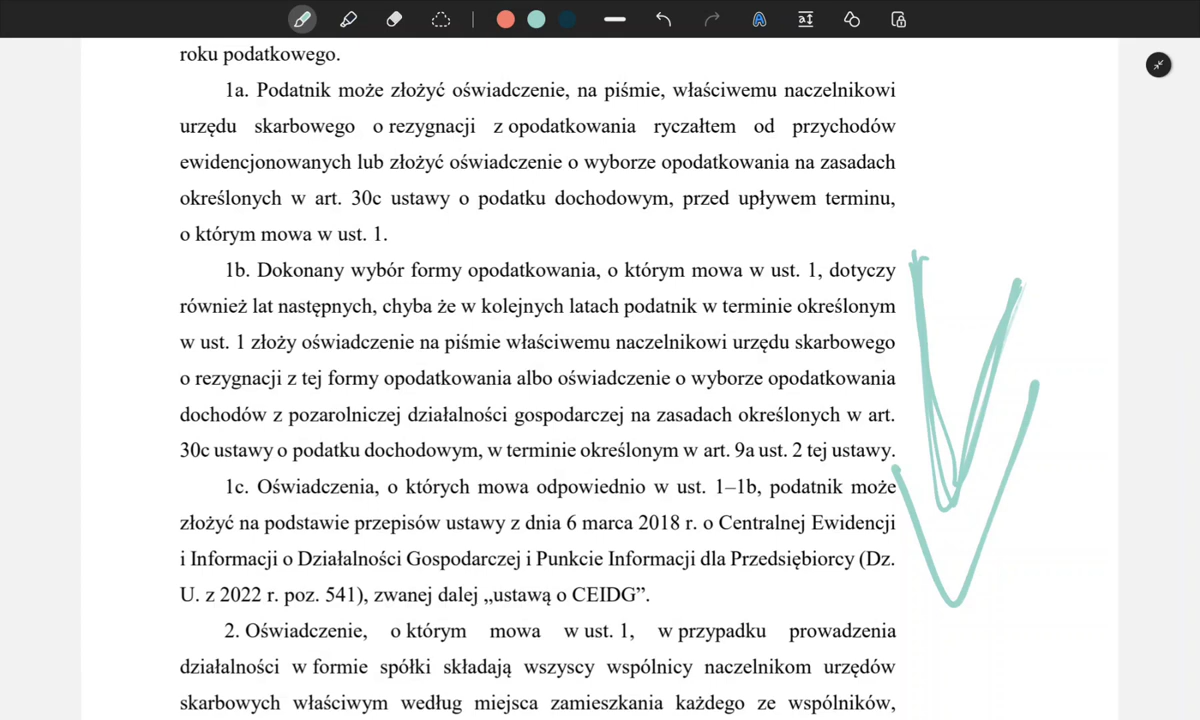 roku podatkowego.
1a. Podatnik może złożyć oświadczenie, na piśmie, właściwemu naczelnikowi
urzędu skarbowego o rezygnacji z opodatkowania ryczałtem od przychodów
ewidencjonowanych lub złożyć oświadczenie o wyborze opodatkowania na zasadach
określonych w art. 30c ustawy o podatku dochodowym, przed upływem terminu,
o którym mowa w ust. 1.
1b. Dokonany wybór formy opodatkowania, o którym mowa w ust. 1, dotyczy
również lat następnych, chyba że w kolejnych latach podatnik w terminie określonym
w ust. 1 złoży oświadczenie na piśmie właściwemu naczelnikowi urzędu skarbowego
o rezygnacji z tej formy opodatkowania albo oświadczenie o wyborze opodatkowania
dochodów z pozarolniczej działalności gospodarczej na zasadach określonych w art.
30c ustawy o podatku dochodowym, w terminie określonym w art. 9a ust. 2 tej ustawy.
1c. Oświadczenia, o których mowa odpowiednio w ust. 1–1b, podatnik może
złożyć na podstawie przepisów ustawy z dnia 6 marca 2018 r. o Centralnej Ewidencji
i Informacji o Działalności Gospodarczej i Punkcie Informacji dla Przedsiębiorcy (Dz.
U. z 2022 r. poz. 541), zwanej dalej „ustawą o CEIDG”.
2. Oświadczenie, o którym mowa w ust. 1, w przypadku prowadzenia
działalności w formie spółki składają wszyscy wspólnicy naczelnikom urzędów
skarbowych właściwym według miejsca zamieszkania każdego ze wspólników,